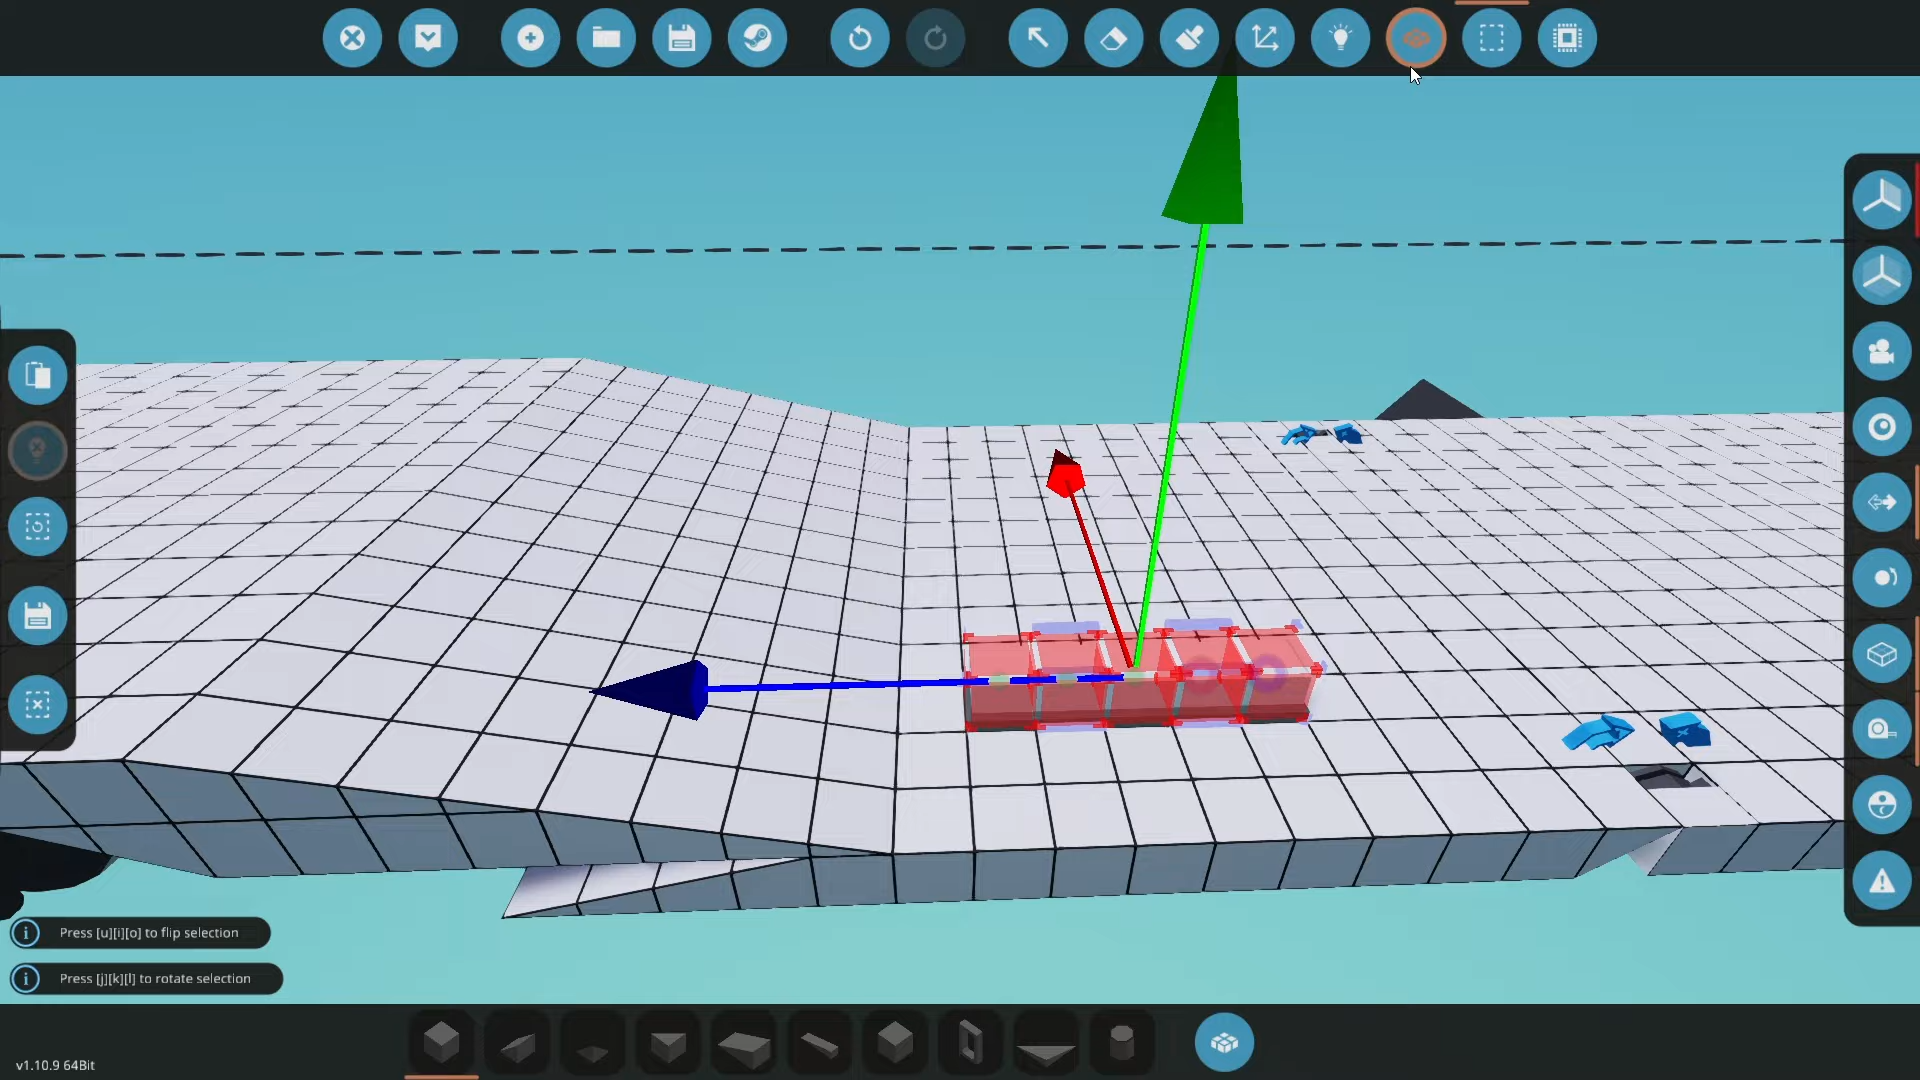 Press [u][i][o] to flip selection
Press [j][k][l] to rotate selection
v1.10.9 64Bit